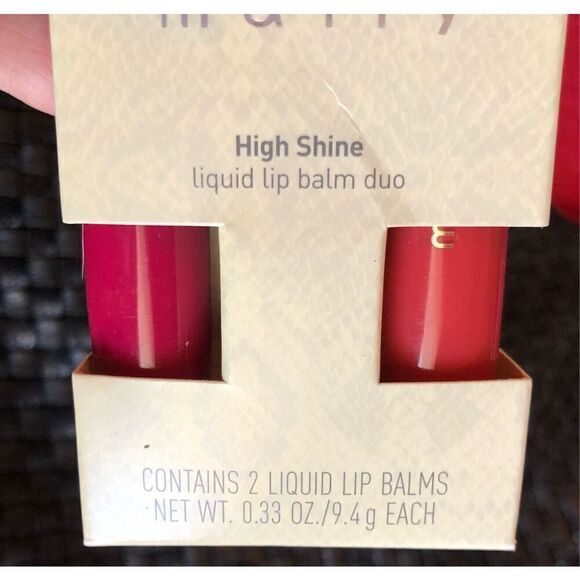 mally
High Shine
liquid lip balm duo
m
CONTAINS 2 LIQUID LIP BALMS
NET WT. 0.33 OZ./9.4g EACH